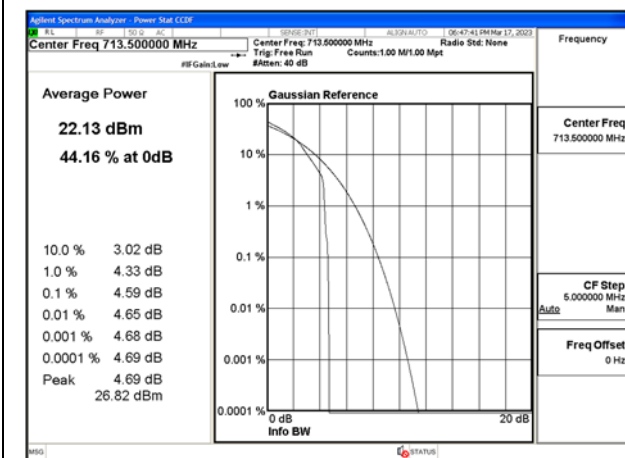 Agilent Spectrum Analyzer - Power Stat CCDF
RL RF 50 Ω AC SENSE:INT ALIGN AUTO 06:47:41 PM Mar 17, 2023
Center Freq 713.500000 MHz
Center Freq: 713.500000 MHz Radio Std: None
Trig: Free Run Counts:1.00 M/1.00 Mpt
#IFGain:Low #Atten: 40 dB
Frequency
Average Power
22.13 dBm
44.16 % at 0dB
10.0 % 3.02 dB
1.0 % 4.33 dB
0.1 % 4.59 dB
0.01 % 4.65 dB
0.001 % 4.68 dB
0.0001 % 4.69 dB
Peak 4.69 dB
26.82 dBm
Gaussian Reference
100 %
10 %
1 %
0.1 %
0.01 %
0.001 %
0.0001 %
0 dB 20 dB
Info BW
Center Freq
713.500000 MHz
CF Step
5.000000 MHz
Auto Man
Freq Offset
0 Hz
MSG STATUS